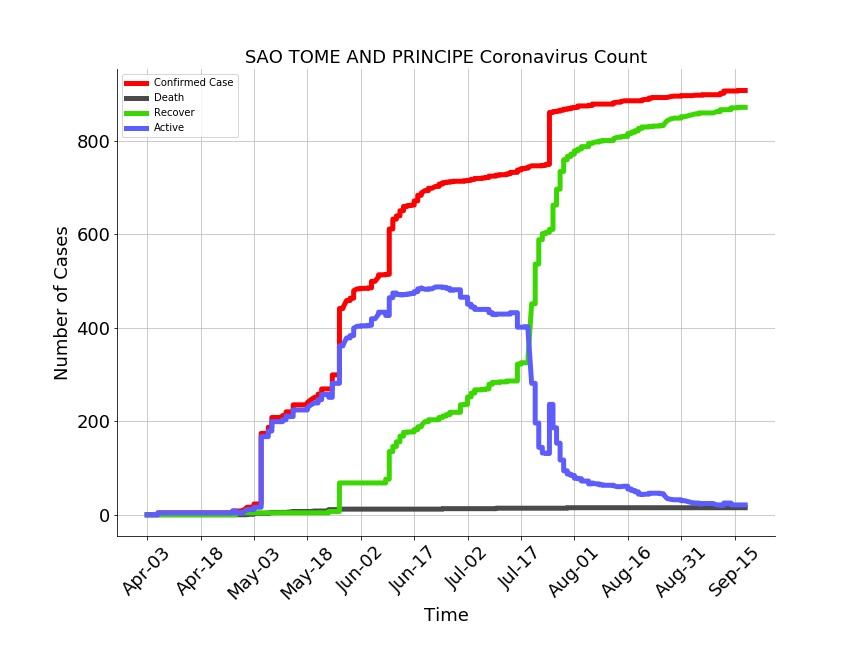 SAO TOME AND PRINCIPE Coronavirus Count
Confirmed Case
Death
Recover
Active
Number of Cases
800
600
400
200
0
Apr-03
Apr-18
May-03
May-18
Jun-02
Jun-17
Jul-02
Jul-17
Aug-01
Aug-16
Aug-31
Sep-15
Time